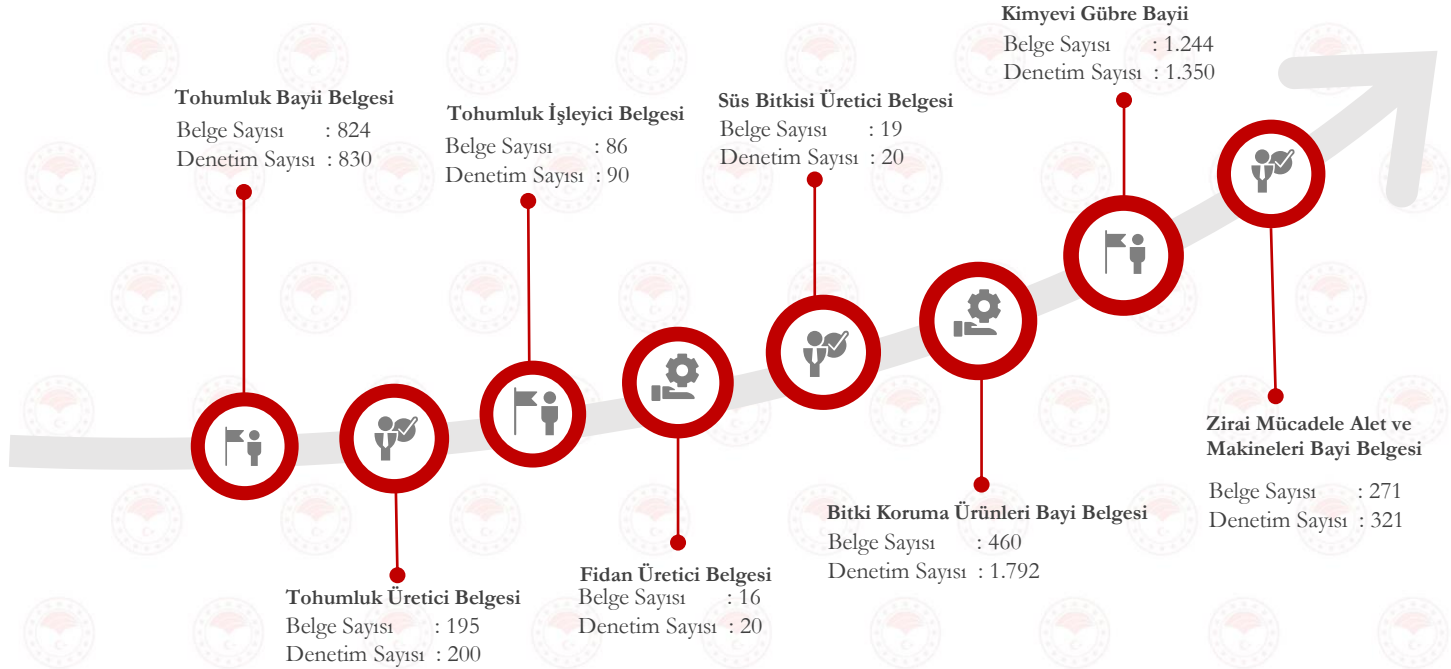 Tohumluk Bayii Belgesi
Belge Sayısı : 824
Denetim Sayısı : 830
Tohumluk Üretici Belgesi
Belge Sayısı : 195
Denetim Sayısı : 200
Tohumluk İşleyici Belgesi
Belge Sayısı : 86
Denetim Sayısı : 90
Fidan Üretici Belgesi
Belge Sayısı : 16
Denetim Sayısı : 20
Süs Bitkisi Üretici Belgesi
Belge Sayısı : 19
Denetim Sayısı : 20
Bitki Koruma Ürünleri Bayi Belgesi
Belge Sayısı : 460
Denetim Sayısı : 1.792
Kimyevi Gübre Bayii
Belge Sayısı : 1.244
Denetim Sayısı : 1.350
Zirai Mücadele Alet ve
Makineleri Bayi Belgesi
Belge Sayısı : 271
Denetim Sayısı : 321